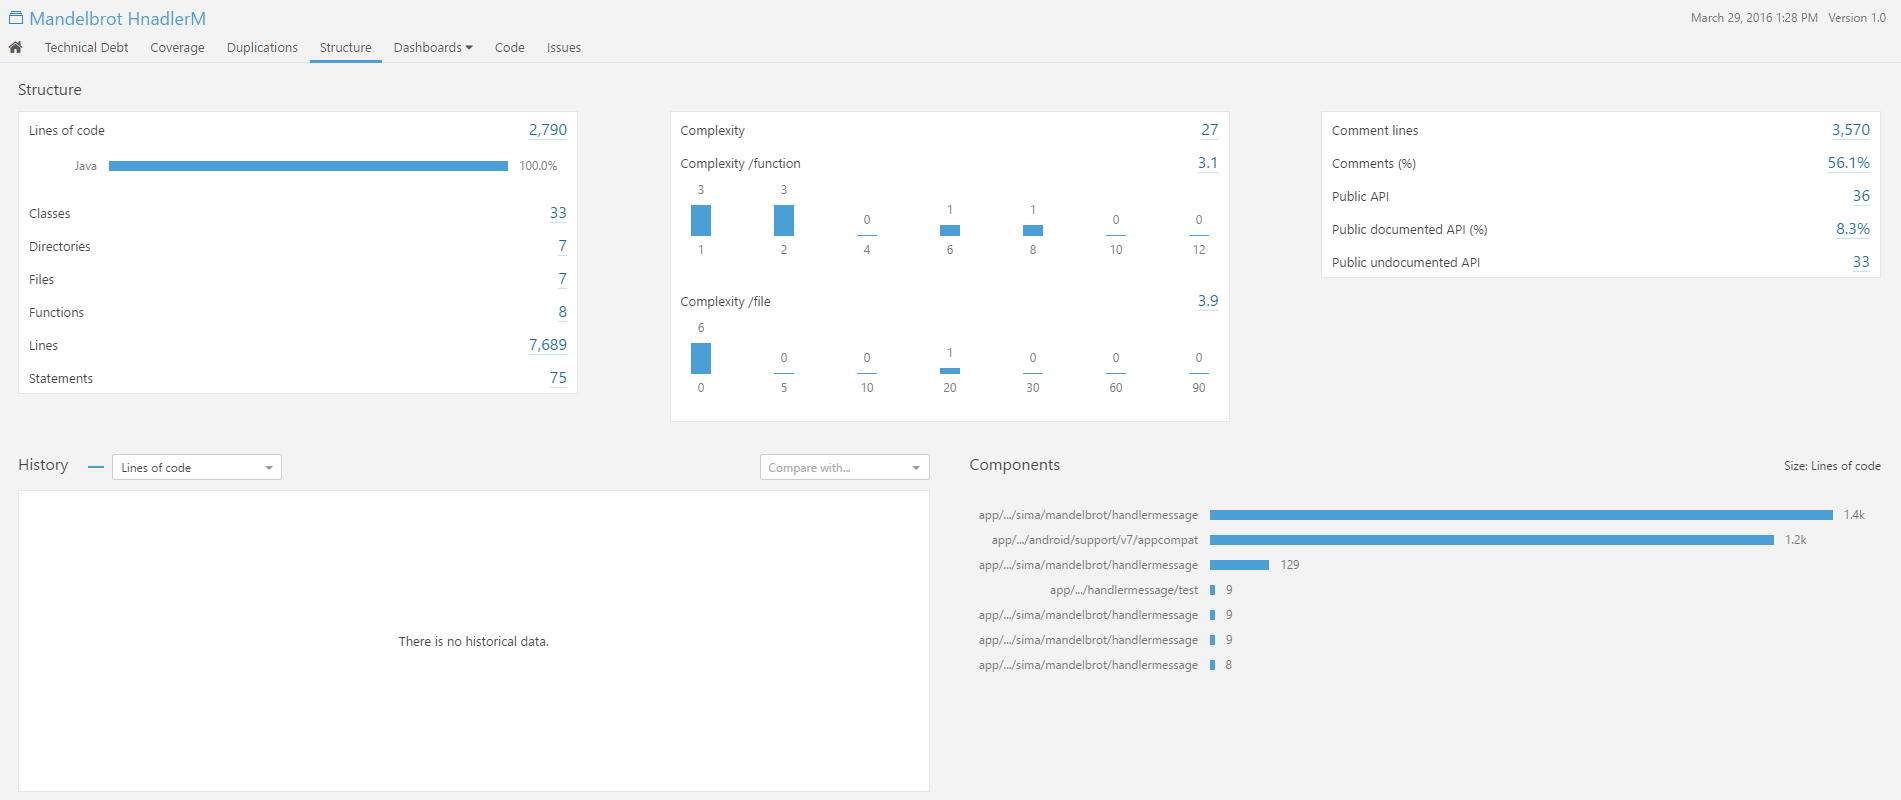 Mandelbrot HnadlerM
March 29, 2016 1:28 PM Version 1.0
Technical Debt Coverage Duplications Structure Dashboards Code Issues
Structure
Lines of code 2,790
Java 100.0%
Classes 33
Directories 7
Files 7
Functions 8
Lines 7,689
Statements 75
Complexity 27
Complexity /function 3.1
3 3 0 1 1 0 0
1 2 4 6 8 10 12
Complexity /file 3.9
6 0 0 1 0 0 0
0 5 10 20 30 60 90
Comment lines 3,570
Comments (%) 56.1%
Public API 36
Public documented API (%) 8.3%
Public undocumented API 33
History Lines of code Compare with...
There is no historical data.
Components Size: Lines of code
app/.../sima/mandelbrot/handlermessage 1.4k
app/.../android/support/v7/appcompat 1.2k
app/.../sima/mandelbrot/handlermessage 129
app/.../handlermessage/test 9
app/.../sima/mandelbrot/handlermessage 9
app/.../sima/mandelbrot/handlermessage 9
app/.../sima/mandelbrot/handlermessage 8